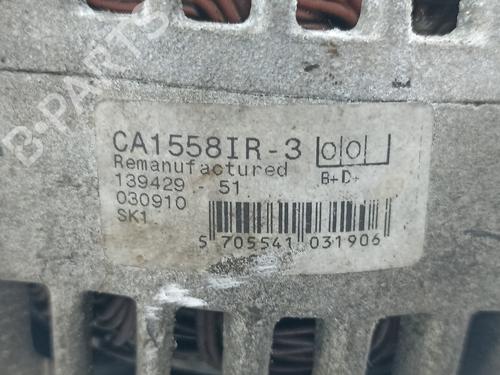 B-PARTS
CA1558IR-3
Remanufactured
139429 - 51
030910
SK1
B+ D+
5 705541 031906